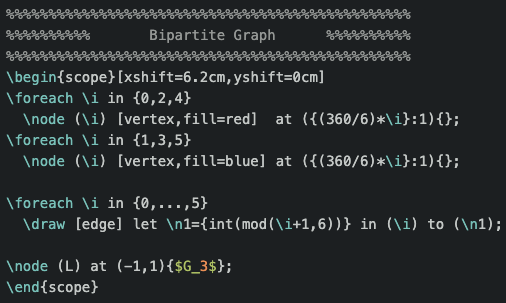 %%%%%%%%%%%%%%%%%%%%%%%%%%%%%%%%%%%%%%%%%%%%%%%%
%%%%%%%%%%       Bipartite Graph      %%%%%%%%%%
%%%%%%%%%%%%%%%%%%%%%%%%%%%%%%%%%%%%%%%%%%%%%%%%
\begin{scope}[xshift=6.2cm,yshift=0cm]
\foreach \i in {0,2,4}
  \node (\i) [vertex,fill=red]  at ({(360/6)*\i}:1){};
\foreach \i in {1,3,5}
  \node (\i) [vertex,fill=blue] at ({(360/6)*\i}:1){};

\foreach \i in {0,...,5}
  \draw [edge] let \n1={int(mod(\i+1,6))} in (\i) to (\n1);

\node (L) at (-1,1){$G_3$};
\end{scope}